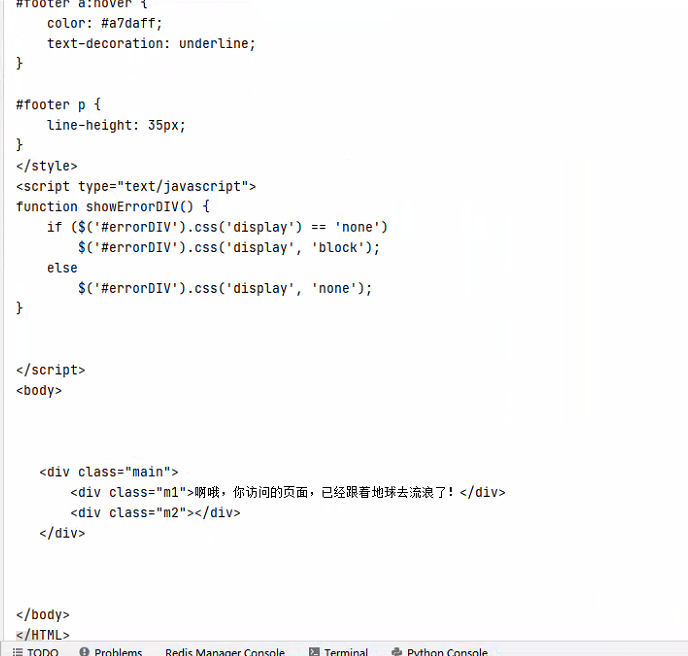 #footer a:hover {
    color: #a7daff;
    text-decoration: underline;
}
#footer p {
    line-height: 35px;
}
</style>
<script type="text/javascript">
function showErrorDIV() {
    if ($('#errorDIV').css('display') == 'none')
        $('#errorDIV').css('display', 'block');
    else
        $('#errorDIV').css('display', 'none');
}
</script>
<body>
   <div class="main">
       <div class="m1">啊哦，你访问的页面，已经跟着地球去流浪了！</div>
       <div class="m2"></div>
   </div>
</body>
</HTML>
TODO Problems Redis Manager Console Terminal Python Console